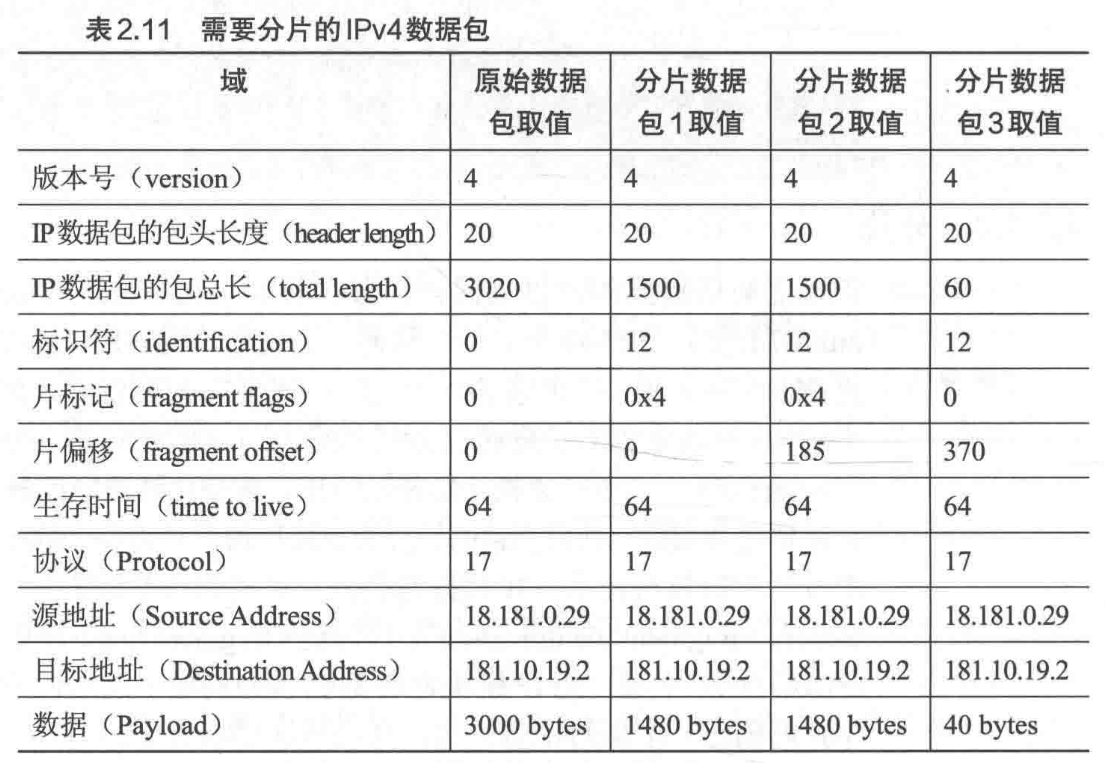 表2.11 需要分片的IPv4数据包
域 原始数据包取值 分片数据包1取值 分片数据包2取值 分片数据包3取值
版本号（version） 4 4 4 4
IP数据包的包头长度（header length） 20 20 20 20
IP数据包的包总长（total length） 3020 1500 1500 60
标识符（identification） 0 12 12 12
片标记（fragment flags） 0 0x4 0x4 0
片偏移（fragment offset） 0 0 185 370
生存时间（time to live） 64 64 64 64
协议（Protocol） 17 17 17 17
源地址（Source Address） 18.181.0.29 18.181.0.29 18.181.0.29 18.181.0.29
目标地址（Destination Address） 181.10.19.2 181.10.19.2 181.10.19.2 181.10.19.2
数据（Payload） 3000 bytes 1480 bytes 1480 bytes 40 bytes